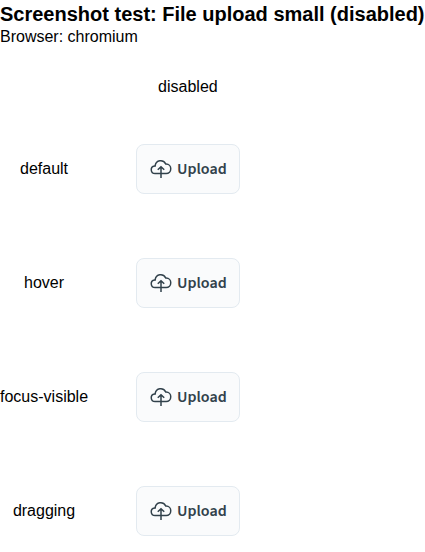 Screenshot test: File upload small (disabled)
Browser: chromium
disabled
default Upload
hover Upload
focus-visible Upload
dragging Upload